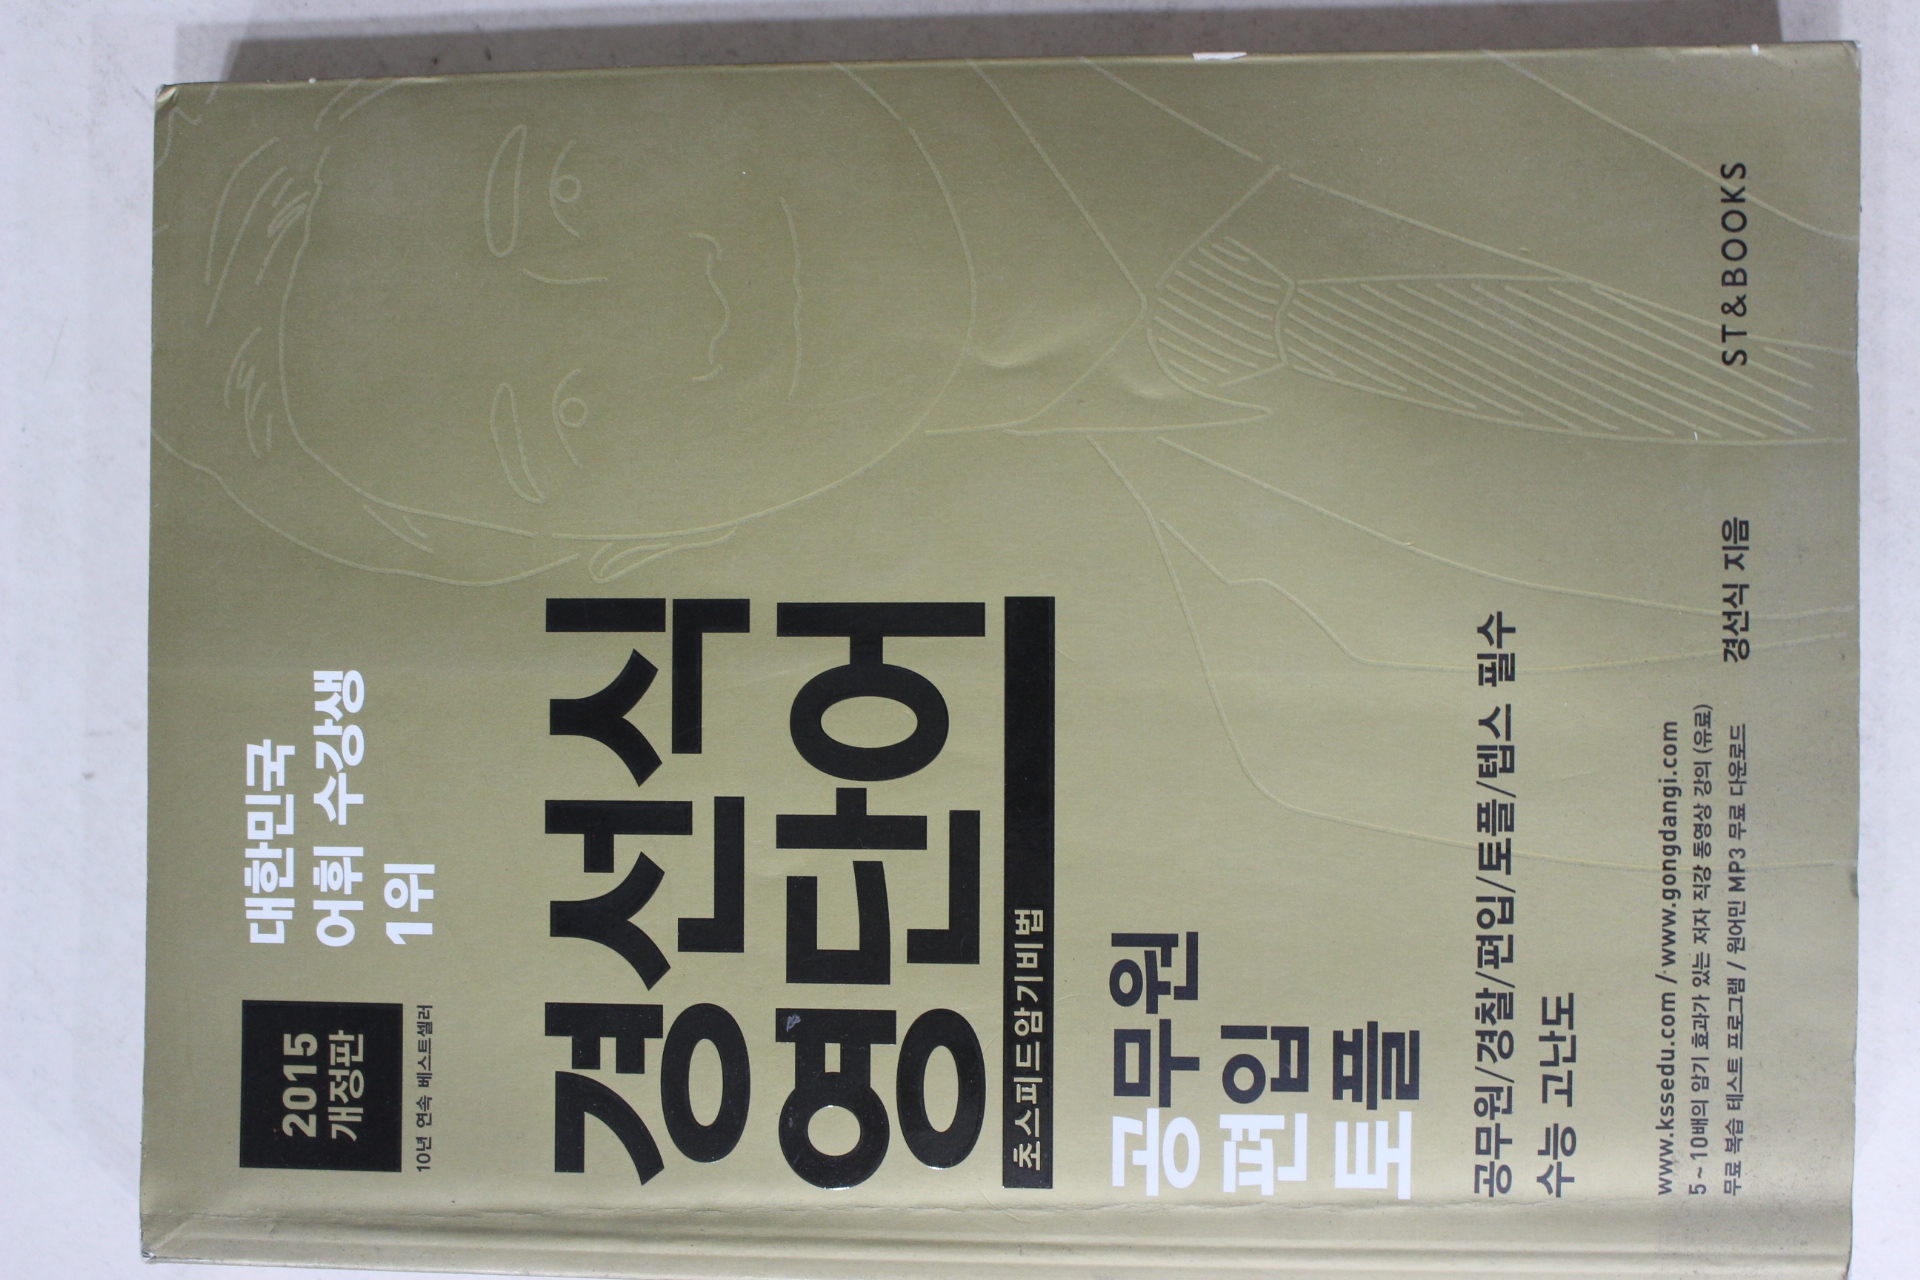 2015
개정판
10년 연속 베스트셀러
대한민국
어휘 수강생
1위
경선식
영단어
초스피드암기비법
공무원
편입
토플
공무원/경찰/편입/토플/텝스 필수
수능 고난도
www.kssedu.com / www.gongdangi.com
5~10배의 암기 효과가 있는 저자 직강 동영상 강의 (유료)
무료 복습 테스트 프로그램 / 원어민 MP3 무료 다운로드
경선식 지음
ST&BOOKS